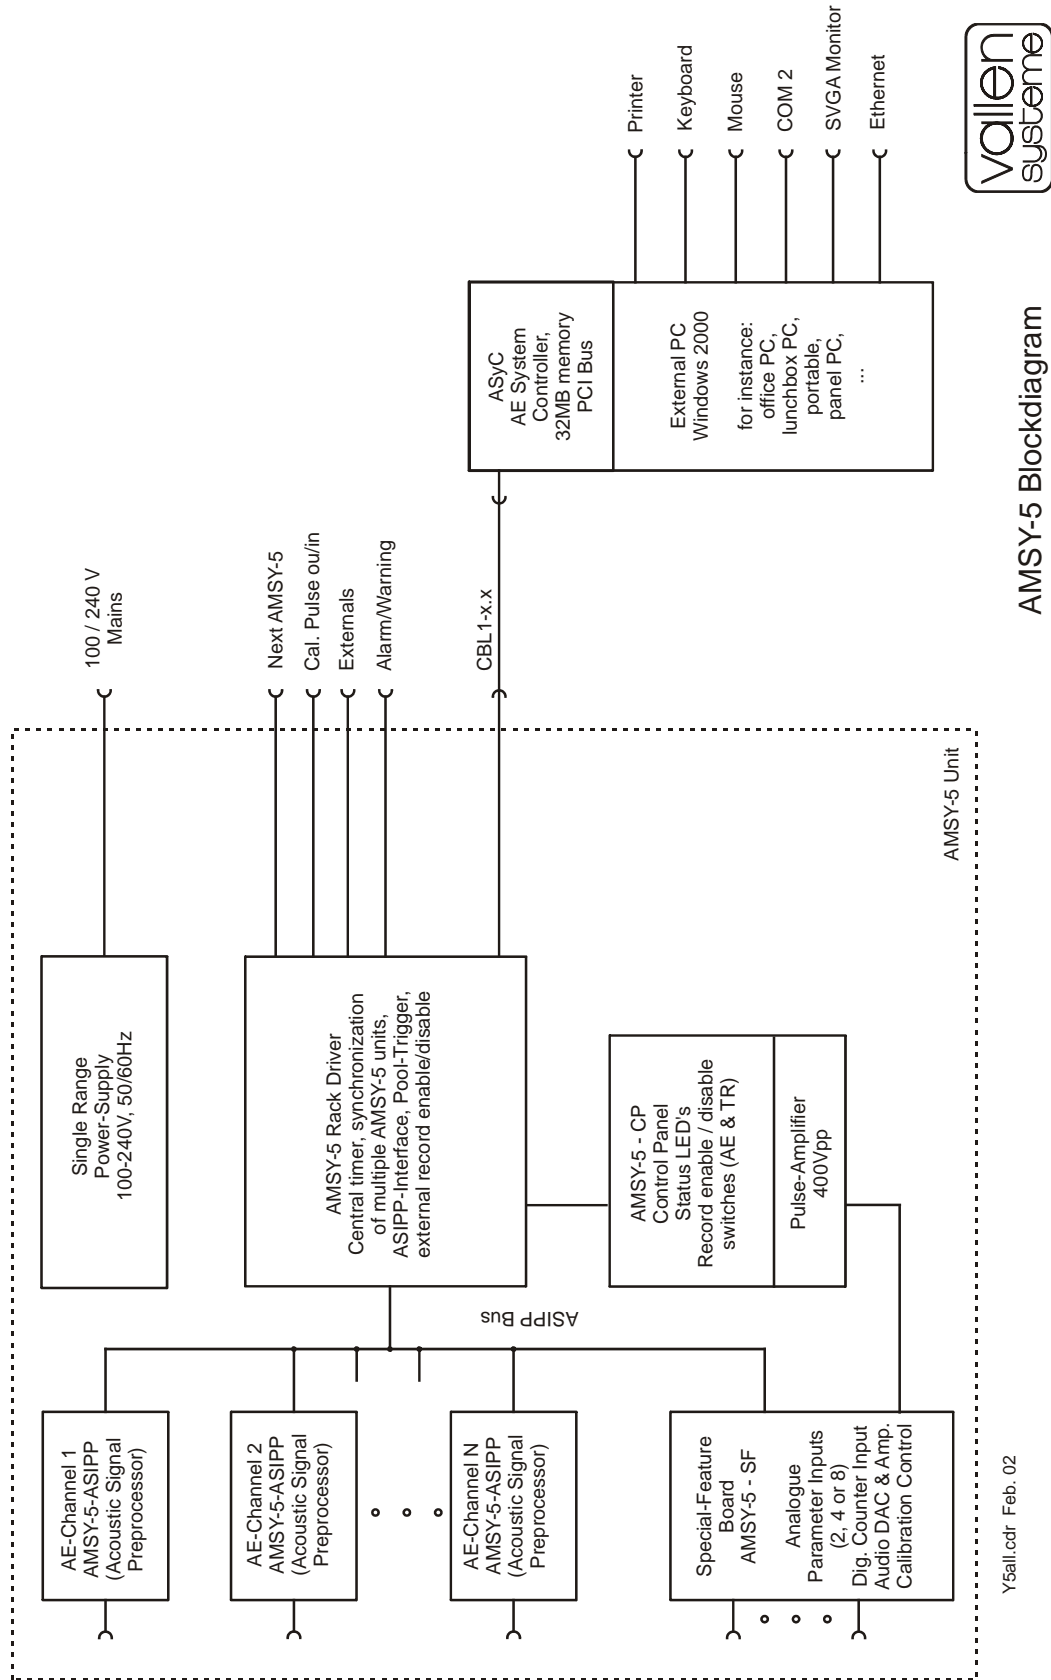 AE-Channel 1
AMSY-5-ASIPP
(Acoustic Signal
Preprocessor)
AE-Channel 2
AMSY-5-ASIPP
(Acoustic Signal
Preprocessor)
AE-Channel N
AMSY-5-ASIPP
(Acoustic Signal
Preprocessor)
Special-Feature
Board
AMSY-5 - SF
Analogue
Parameter Inputs
(2, 4 or 8)
Dig. Counter Input
Audio DAC & Amp.
Calibration Control
ASIPP Bus
Single Range
Power-Supply
100-240V, 50/60Hz
AMSY-5 Rack Driver
Central timer, synchronization
of multiple AMSY-5 units,
ASIPP-Interface, Pool-Trigger,
external record enable/disable
AMSY-5 - CP
Control Panel
Status LED's
Record enable / disable
switches (AE & TR)
Pulse-Amplifier
400Vpp
AMSY-5 Unit
100 / 240 V
Mains
Next AMSY-5
Cal. Pulse ou/in
Externals
Alarm/Warning
CBL1-x.x
ASyC
AE System
Controller,
32MB memory
PCI Bus
External PC
Windows 2000
for instance:
office PC,
lunchbox PC,
portable,
panel PC,
...
Printer
Keyboard
Mouse
COM 2
SVGA Monitor
Ethernet
Y5all.cdr Feb. 02
AMSY-5 Blockdiagram
vallen
systeme